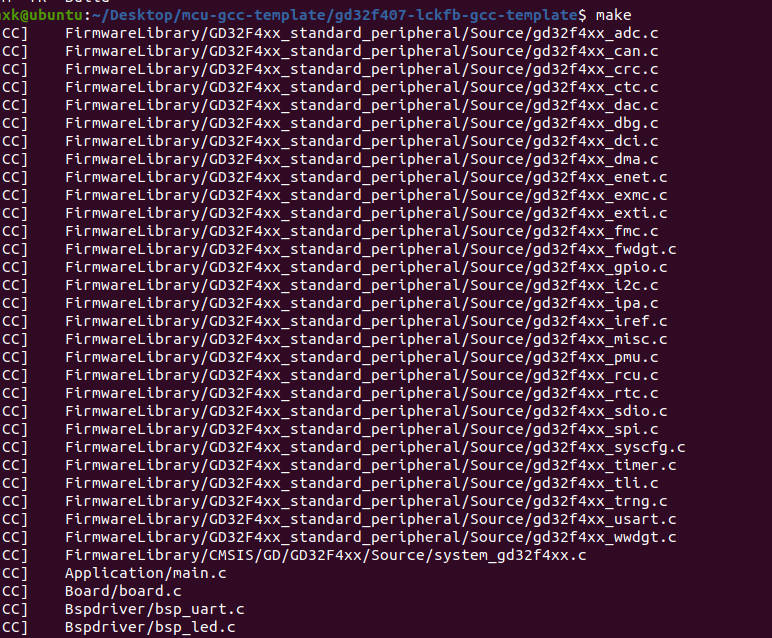 xk@ubuntu:~/Desktop/mcu-gcc-template/gd32f407-lckfb-gcc-template$ make
CC] FirmwareLibrary/GD32F4xx_standard_peripheral/Source/gd32f4xx_adc.c
CC] FirmwareLibrary/GD32F4xx_standard_peripheral/Source/gd32f4xx_can.c
CC] FirmwareLibrary/GD32F4xx_standard_peripheral/Source/gd32f4xx_crc.c
CC] FirmwareLibrary/GD32F4xx_standard_peripheral/Source/gd32f4xx_ctc.c
CC] FirmwareLibrary/GD32F4xx_standard_peripheral/Source/gd32f4xx_dac.c
CC] FirmwareLibrary/GD32F4xx_standard_peripheral/Source/gd32f4xx_dbg.c
CC] FirmwareLibrary/GD32F4xx_standard_peripheral/Source/gd32f4xx_dci.c
CC] FirmwareLibrary/GD32F4xx_standard_peripheral/Source/gd32f4xx_dma.c
CC] FirmwareLibrary/GD32F4xx_standard_peripheral/Source/gd32f4xx_enet.c
CC] FirmwareLibrary/GD32F4xx_standard_peripheral/Source/gd32f4xx_exmc.c
CC] FirmwareLibrary/GD32F4xx_standard_peripheral/Source/gd32f4xx_exti.c
CC] FirmwareLibrary/GD32F4xx_standard_peripheral/Source/gd32f4xx_fmc.c
CC] FirmwareLibrary/GD32F4xx_standard_peripheral/Source/gd32f4xx_fwdgt.c
CC] FirmwareLibrary/GD32F4xx_standard_peripheral/Source/gd32f4xx_gpio.c
CC] FirmwareLibrary/GD32F4xx_standard_peripheral/Source/gd32f4xx_i2c.c
CC] FirmwareLibrary/GD32F4xx_standard_peripheral/Source/gd32f4xx_ipa.c
CC] FirmwareLibrary/GD32F4xx_standard_peripheral/Source/gd32f4xx_iref.c
CC] FirmwareLibrary/GD32F4xx_standard_peripheral/Source/gd32f4xx_misc.c
CC] FirmwareLibrary/GD32F4xx_standard_peripheral/Source/gd32f4xx_pmu.c
CC] FirmwareLibrary/GD32F4xx_standard_peripheral/Source/gd32f4xx_rcu.c
CC] FirmwareLibrary/GD32F4xx_standard_peripheral/Source/gd32f4xx_rtc.c
CC] FirmwareLibrary/GD32F4xx_standard_peripheral/Source/gd32f4xx_sdio.c
CC] FirmwareLibrary/GD32F4xx_standard_peripheral/Source/gd32f4xx_spi.c
CC] FirmwareLibrary/GD32F4xx_standard_peripheral/Source/gd32f4xx_syscfg.c
CC] FirmwareLibrary/GD32F4xx_standard_peripheral/Source/gd32f4xx_timer.c
CC] FirmwareLibrary/GD32F4xx_standard_peripheral/Source/gd32f4xx_tli.c
CC] FirmwareLibrary/GD32F4xx_standard_peripheral/Source/gd32f4xx_trng.c
CC] FirmwareLibrary/GD32F4xx_standard_peripheral/Source/gd32f4xx_usart.c
CC] FirmwareLibrary/GD32F4xx_standard_peripheral/Source/gd32f4xx_wwdgt.c
CC] FirmwareLibrary/CMSIS/GD/GD32F4xx/Source/system_gd32f4xx.c
CC] Application/main.c
CC] Board/board.c
CC] Bspdriver/bsp_uart.c
CC] Bspdriver/bsp_led.c